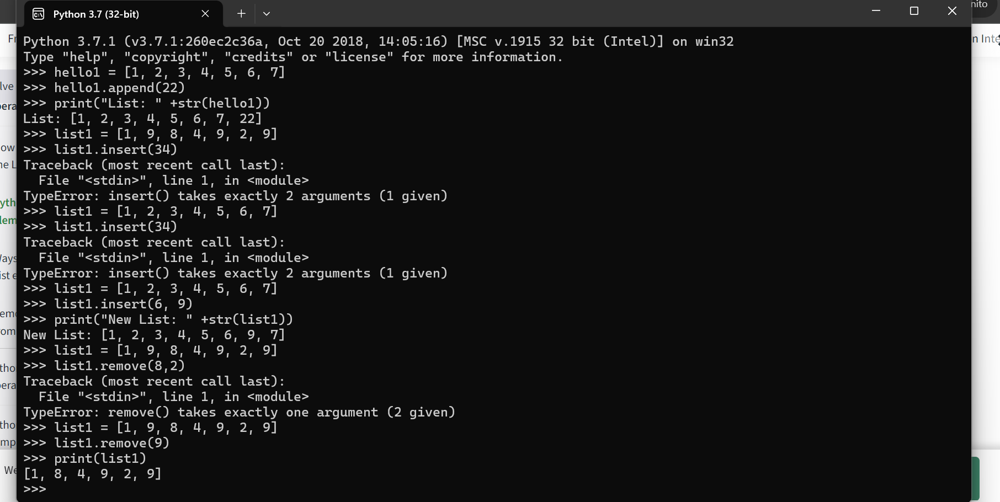 Python 3.7 (32-bit)
Python 3.7.1 (v3.7.1:260ec2c36a, Oct 20 2018, 14:05:16) [MSC v.1915 32 bit (Intel)] on win32
Type "help", "copyright", "credits" or "license" for more information.
>>> hello1 = [1, 2, 3, 4, 5, 6, 7]
>>> hello1.append(22)
>>> print("List: " +str(hello1))
List: [1, 2, 3, 4, 5, 6, 7, 22]
>>> list1 = [1, 9, 8, 4, 9, 2, 9]
>>> list1.insert(34)
Traceback (most recent call last):
  File "<stdin>", line 1, in <module>
TypeError: insert() takes exactly 2 arguments (1 given)
>>> list1 = [1, 2, 3, 4, 5, 6, 7]
>>> list1.insert(34)
Traceback (most recent call last):
  File "<stdin>", line 1, in <module>
TypeError: insert() takes exactly 2 arguments (1 given)
>>> list1 = [1, 2, 3, 4, 5, 6, 7]
>>> list1.insert(6, 9)
>>> print("New List: " +str(list1))
New List: [1, 2, 3, 4, 5, 6, 9, 7]
>>> list1 = [1, 9, 8, 4, 9, 2, 9]
>>> list1.remove(8,2)
Traceback (most recent call last):
  File "<stdin>", line 1, in <module>
TypeError: remove() takes exactly one argument (2 given)
>>> list1 = [1, 9, 8, 4, 9, 2, 9]
>>> list1.remove(9)
>>> print(list1)
[1, 8, 4, 9, 2, 9]
>>>